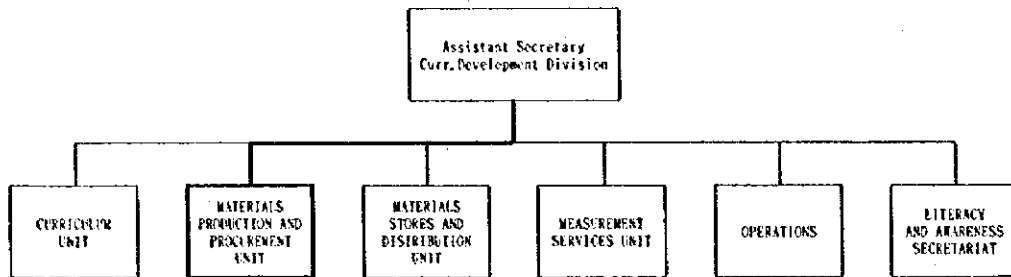 Assistant Secretary
Curr.Development Division
CURRICULUM
UNIT
MATERIALS
PRODUCTION AND
PROCUREMENT
UNIT
MATERIALS
STORES AND
DISTRIBUTION
UNIT
MEASUREMENT
SERVICES UNIT
OPERATIONS
LITERACY
AND AWARENESS
SECRETARIAT